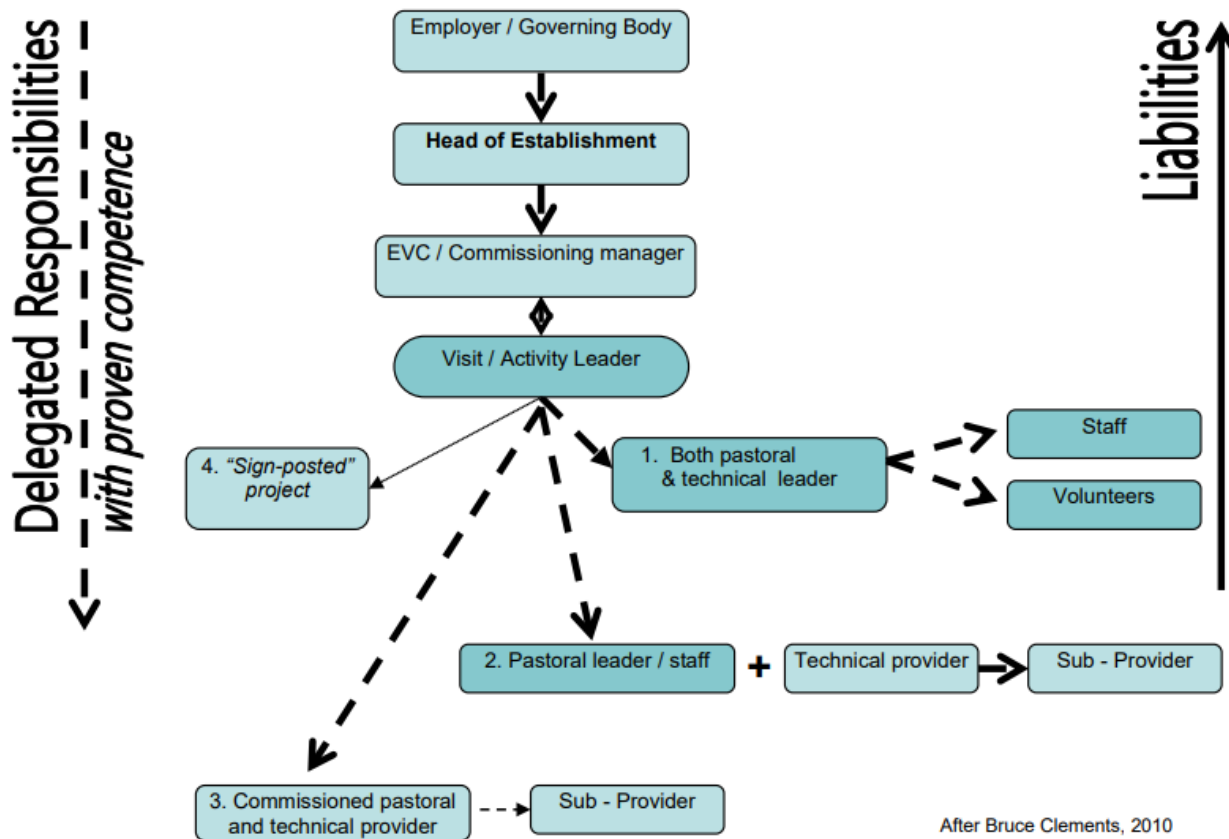 Delegated Responsibilities
with proven competence
Employer / Governing Body
Head of Establishment
EVC / Commissioning manager
Visit / Activity Leader
4. "Sign-posted"
project
1. Both pastoral
& technical leader
Staff
Volunteers
2. Pastoral leader / staff
+
Technical provider
Sub - Provider
3. Commissioned pastoral
and technical provider
Sub - Provider
Liabilities
After Bruce Clements, 2010